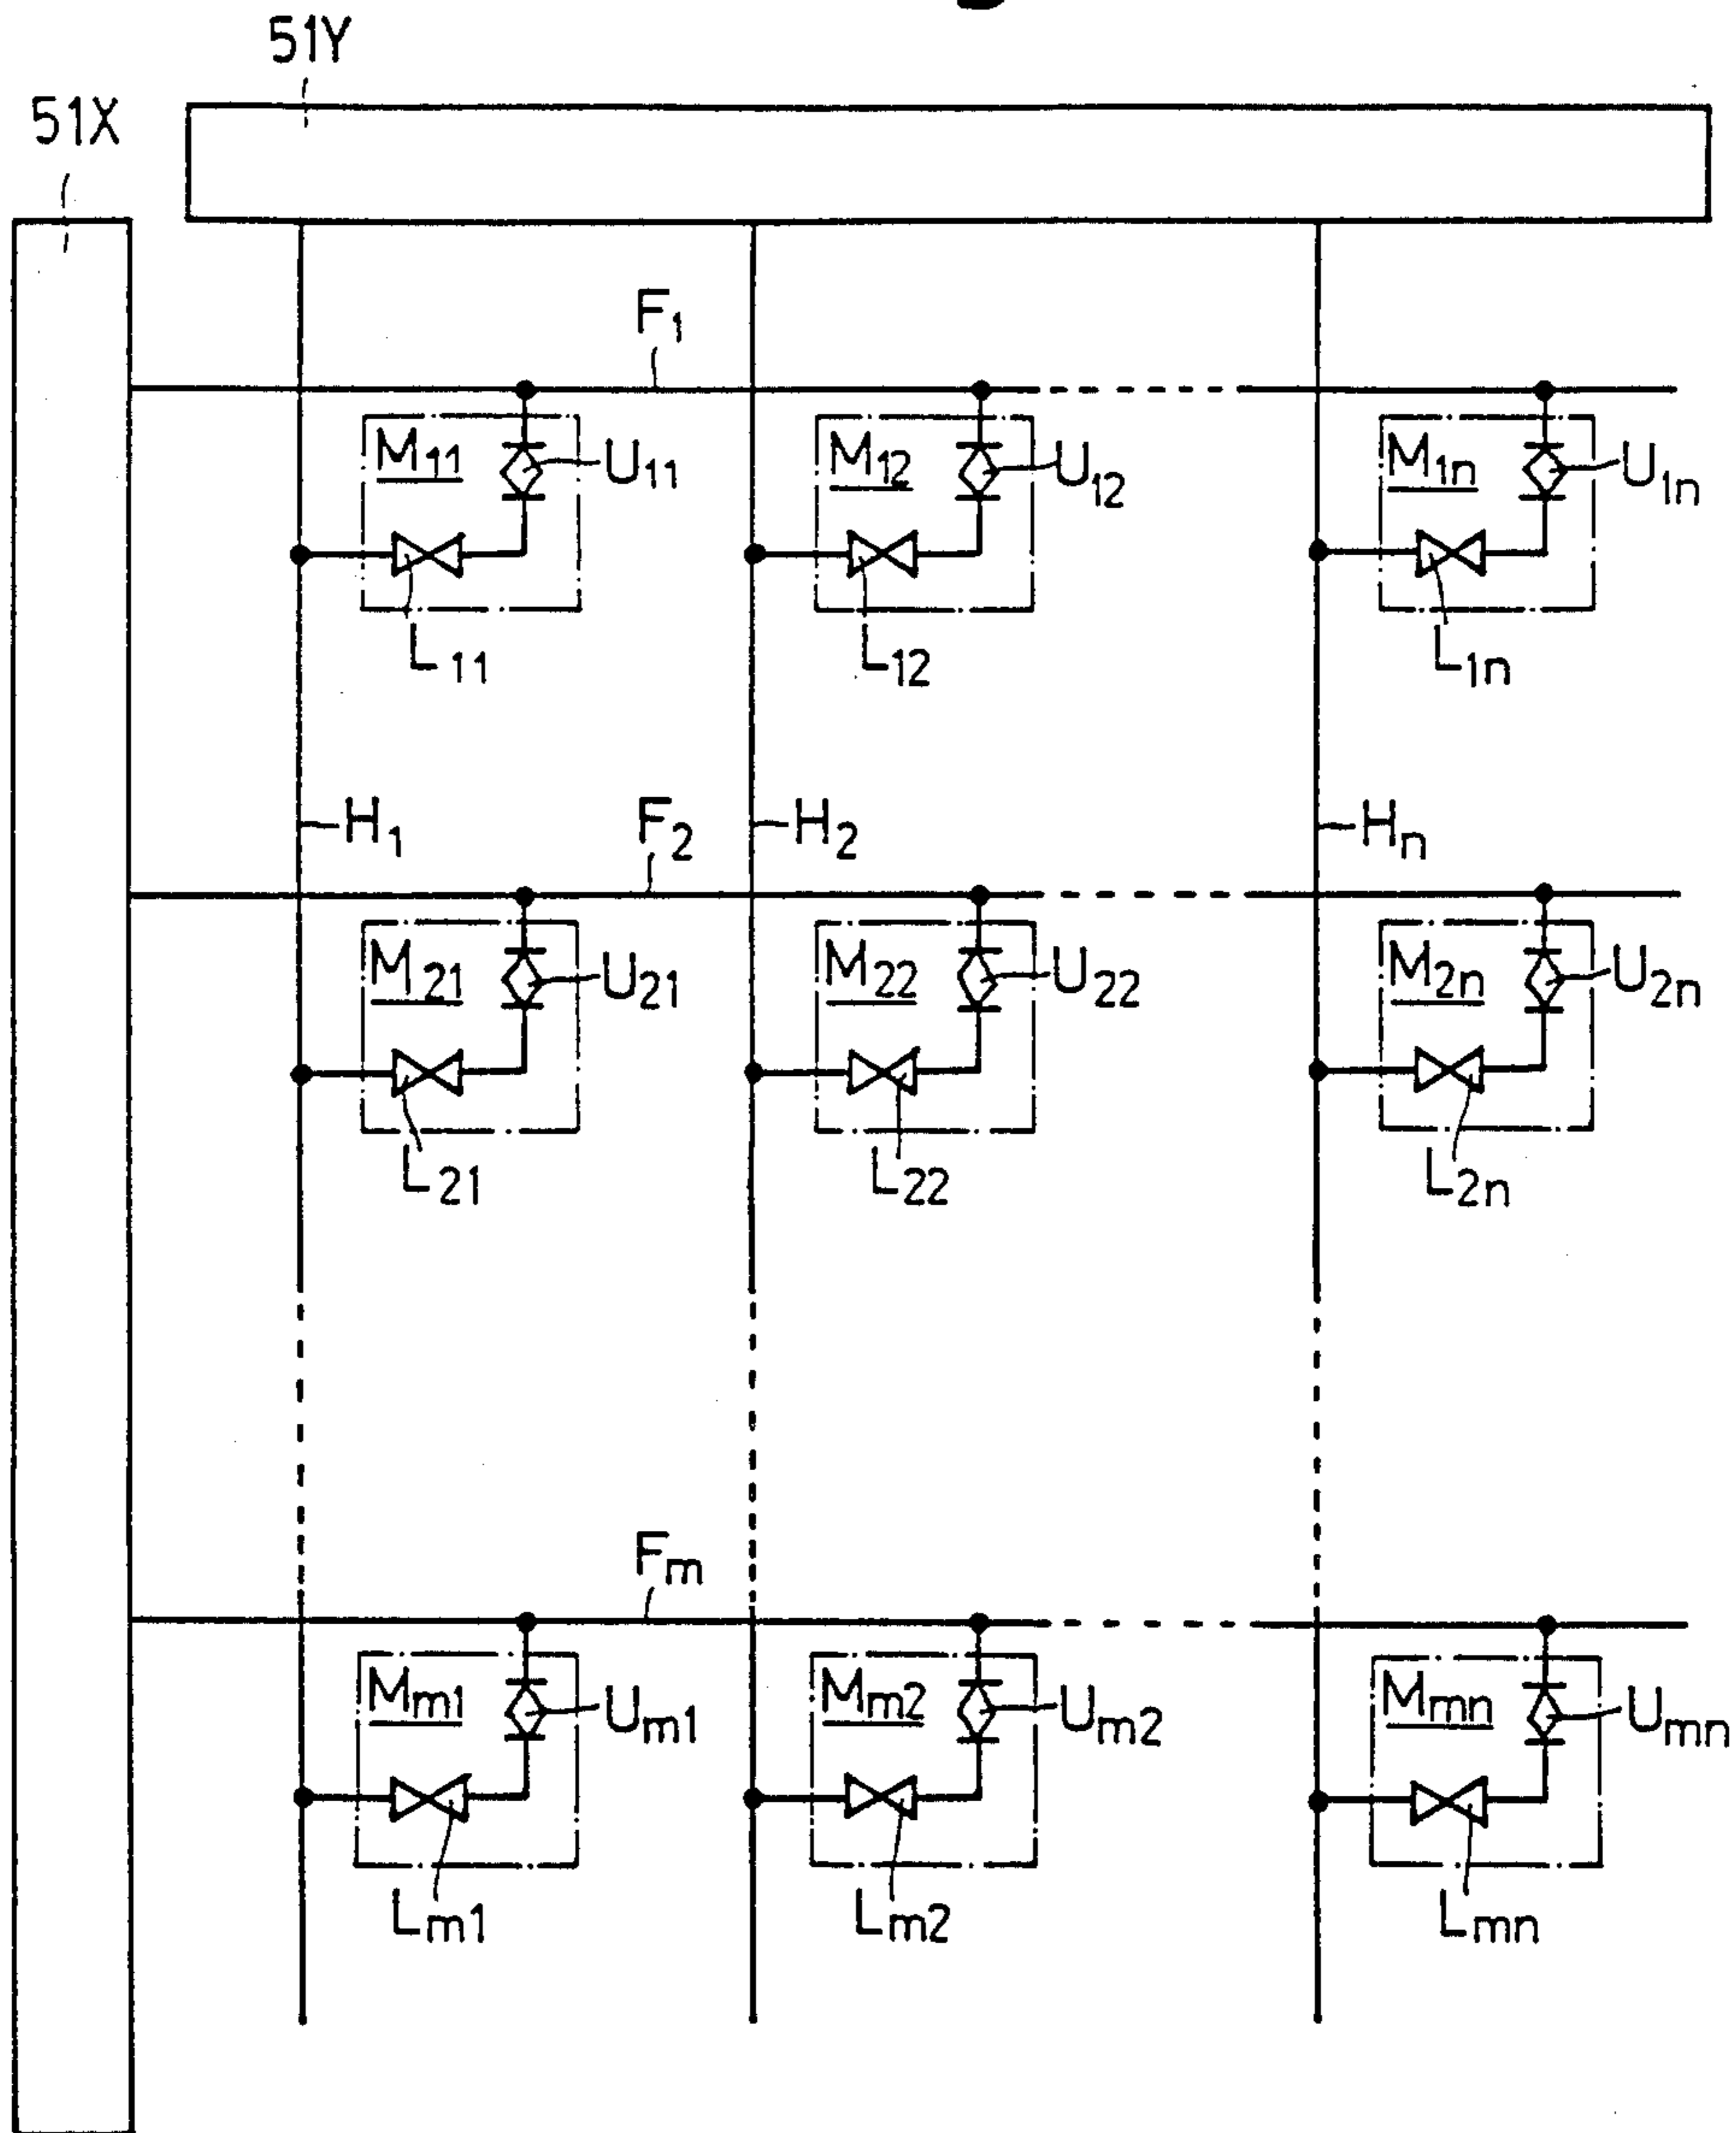 51Y
51X
F₁
M₁₁ U₁₁ M₁₂ U₁₂ M₁ₙ U₁ₙ
L₁₁ L₁₂ L₁ₙ
H₁ F₂ H₂ Hₙ
M₂₁ U₂₁ M₂₂ U₂₂ M₂ₙ U₂ₙ
L₂₁ L₂₂ L₂ₙ
Fₘ
Mₘ₁ Uₘ₁ Mₘ₂ Uₘ₂ Mₘₙ Uₘₙ
Lₘ₁ Lₘ₂ Lₘₙ